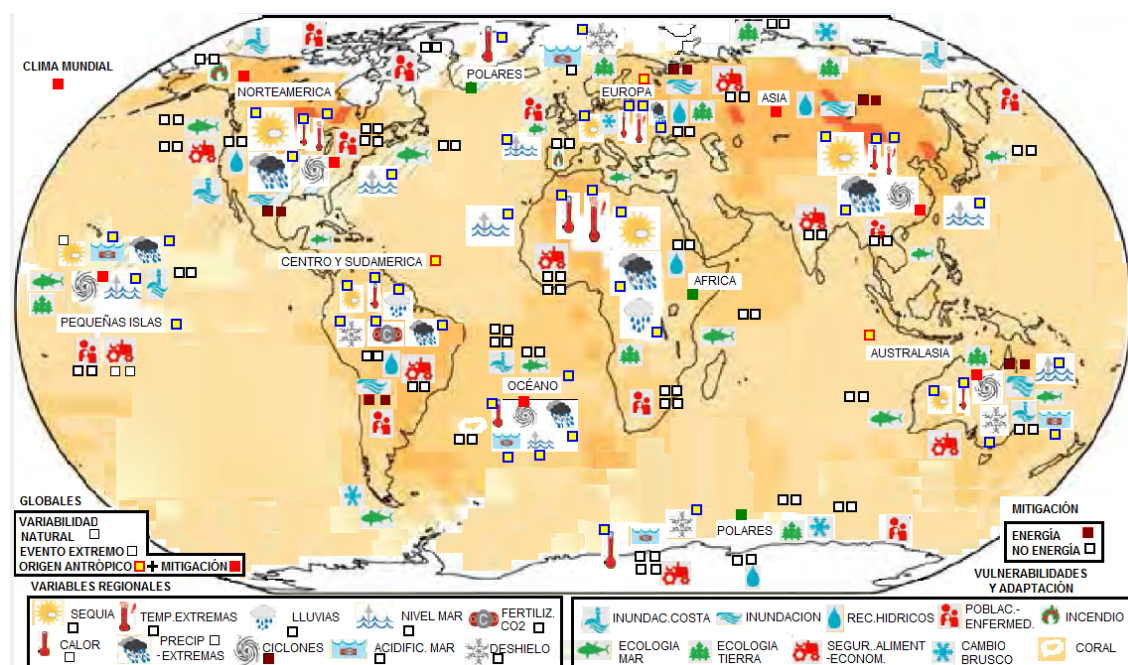 CLIMA MUNDIAL
NORTEAMERICA
POLARES
EUROPA
ASIA
CENTRO Y SUDAMERICA
AFRICA
PEQUEÑAS ISLAS
AUSTRALASIA
OCÉANO
POLARES
GLOBALES
VARIABILIDAD
NATURAL
EVENTO EXTREMO
ORIGEN ANTRÒPICO + MITIGACIÓN
MITIGACIÓN
ENERGÍA
NO ENERGÍA
VARIABLES REGIONALES
SEQUIA
TEMP.EXTREMAS
LLUVIAS
NIVEL MAR
FERTILIZ.
CO2
CALOR
PRECIP
-EXTREMAS
CICLONES
ACIDIFIC. MAR
DESHIELO
VULNERABILIDADES
Y ADAPTACIÓN
INUNDAC.COSTA
INUNDACION
REC.HIDRICOS
POBLAC.-
ENFERMED.
INCENDIO
ECOLOGIA
MAR
ECOLOGIA
TIERRA
SEGUR..ALIMENT
-ECONOM.
CAMBIO
BRUSCO
CORAL